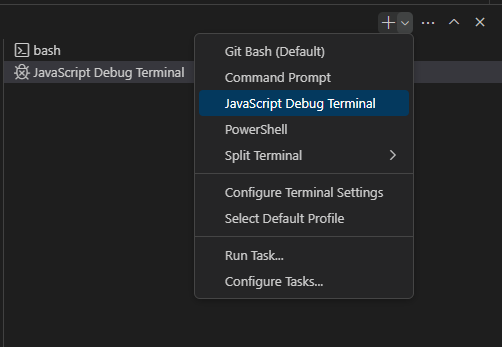 bash
JavaScript Debug Terminal
Git Bash (Default)
Command Prompt
JavaScript Debug Terminal
PowerShell
Split Terminal
Configure Terminal Settings
Select Default Profile
Run Task...
Configure Tasks...